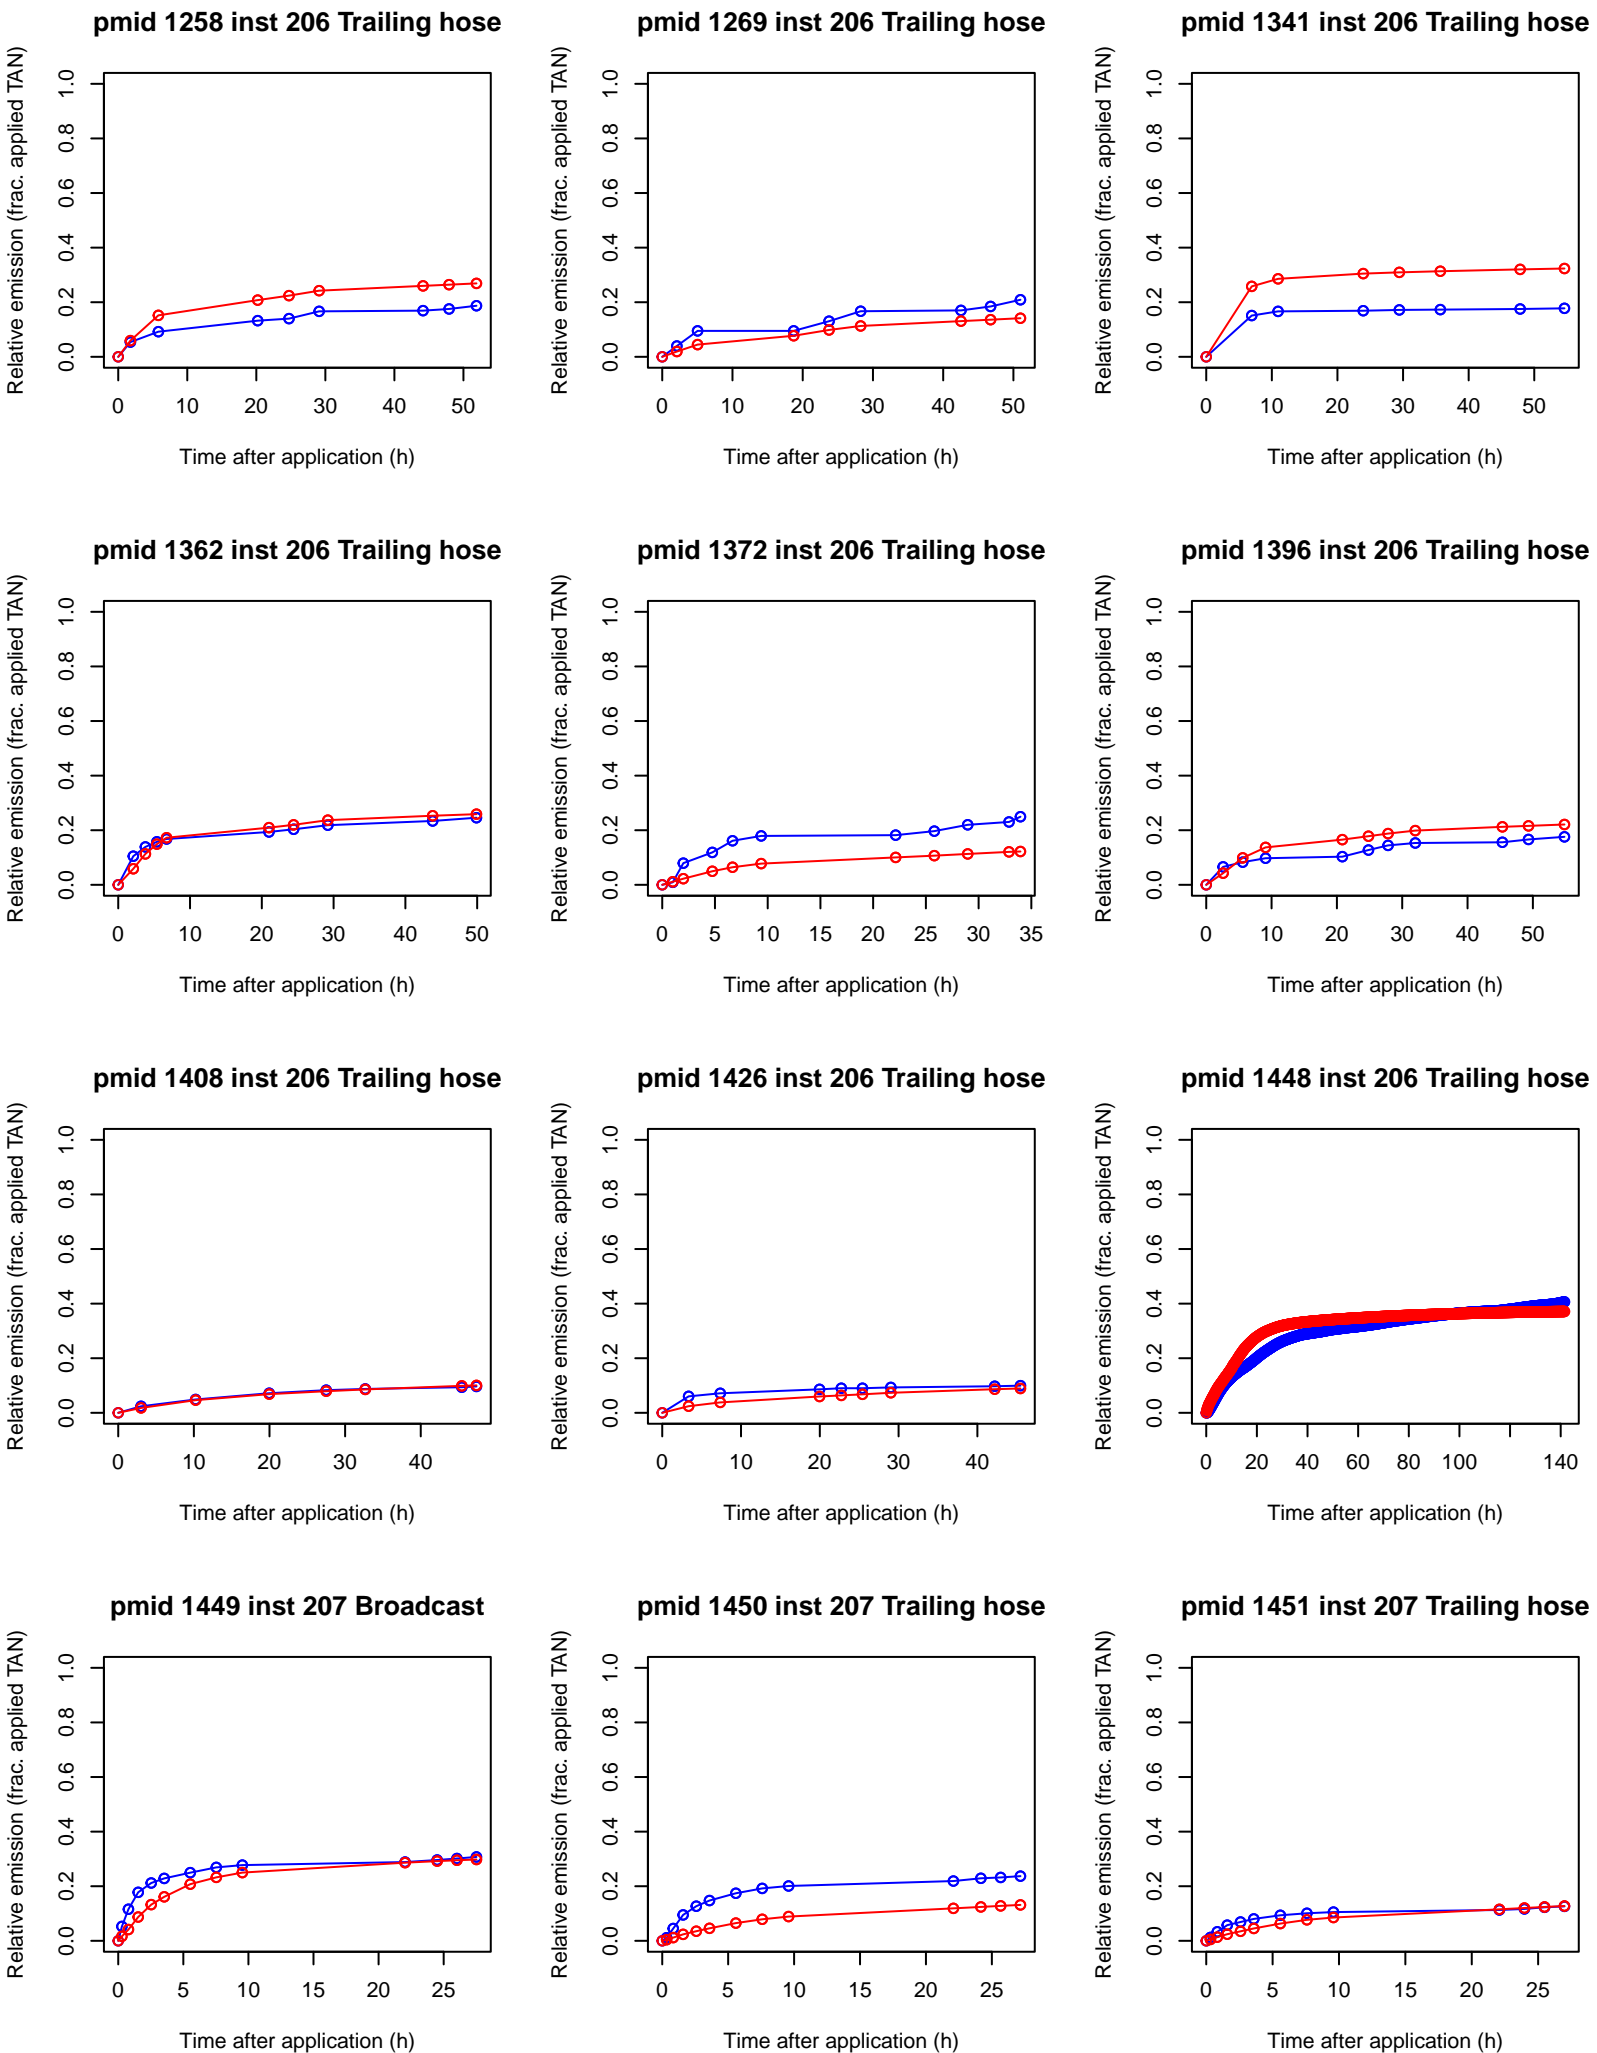 pmid 1258 inst 206 Trailing hose
Relative emission (frac. applied TAN)
1.0
0.8
0.6
0.4
0.2
0.0
0 10 20 30 40 50
Time after application (h)
pmid 1269 inst 206 Trailing hose
Relative emission (frac. applied TAN)
1.0
0.8
0.6
0.4
0.2
0.0
0 10 20 30 40 50
Time after application (h)
pmid 1341 inst 206 Trailing hose
Relative emission (frac. applied TAN)
1.0
0.8
0.6
0.4
0.2
0.0
0 10 20 30 40 50
Time after application (h)
pmid 1362 inst 206 Trailing hose
Relative emission (frac. applied TAN)
1.0
0.8
0.6
0.4
0.2
0.0
0 10 20 30 40 50
Time after application (h)
pmid 1372 inst 206 Trailing hose
Relative emission (frac. applied TAN)
1.0
0.8
0.6
0.4
0.2
0.0
0 5 10 15 20 25 30 35
Time after application (h)
pmid 1396 inst 206 Trailing hose
Relative emission (frac. applied TAN)
1.0
0.8
0.6
0.4
0.2
0.0
0 10 20 30 40 50
Time after application (h)
pmid 1408 inst 206 Trailing hose
Relative emission (frac. applied TAN)
1.0
0.8
0.6
0.4
0.2
0.0
0 10 20 30 40
Time after application (h)
pmid 1426 inst 206 Trailing hose
Relative emission (frac. applied TAN)
1.0
0.8
0.6
0.4
0.2
0.0
0 10 20 30 40
Time after application (h)
pmid 1448 inst 206 Trailing hose
Relative emission (frac. applied TAN)
1.0
0.8
0.6
0.4
0.2
0.0
0 20 40 60 80 100 140
Time after application (h)
pmid 1449 inst 207 Broadcast
Relative emission (frac. applied TAN)
1.0
0.8
0.6
0.4
0.2
0.0
0 5 10 15 20 25
Time after application (h)
pmid 1450 inst 207 Trailing hose
Relative emission (frac. applied TAN)
1.0
0.8
0.6
0.4
0.2
0.0
0 5 10 15 20 25
Time after application (h)
pmid 1451 inst 207 Trailing hose
Relative emission (frac. applied TAN)
1.0
0.8
0.6
0.4
0.2
0.0
0 5 10 15 20 25
Time after application (h)